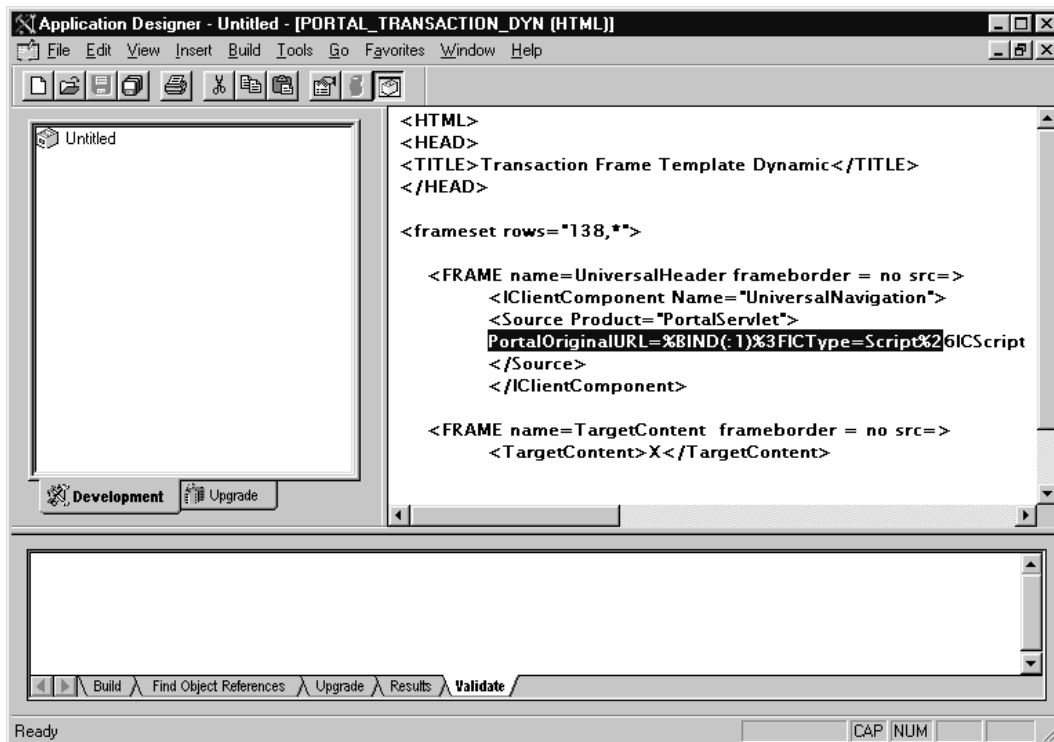 Application Designer - Untitled - [PORTAL_TRANSACTION_DYN (HTML)]
File Edit View Insert Build Tools Go Favorites Window Help
Untitled
Development Upgrade
<HTML>
<HEAD>
<TITLE>Transaction Frame Template Dynamic</TITLE>
</HEAD>
<frameset rows="138,*">
<FRAME name=UniversalHeader frameborder = no src=>
<IClientComponent Name="UniversalNavigation">
<Source Product="PortalServlet">
PortalOriginalURL=%BIND(:1)%3FICType=Script%26ICScript
</Source>
</IClientComponent>
<FRAME name=TargetContent frameborder = no src=>
<TargetContent>X</TargetContent>
Build Find Object References Upgrade Results Validate
Ready CAP NUM